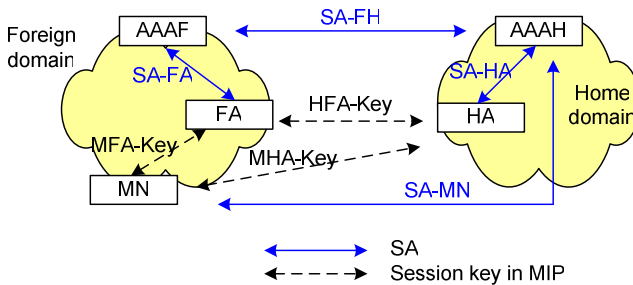 AAAF
SA-FH
AAAH
Foreign
domain
SA-FA
SA-HA
FA
HFA-Key
HA
Home
domain
MFA-Key
MHA-Key
MN
SA-MN
SA
Session key in MIP